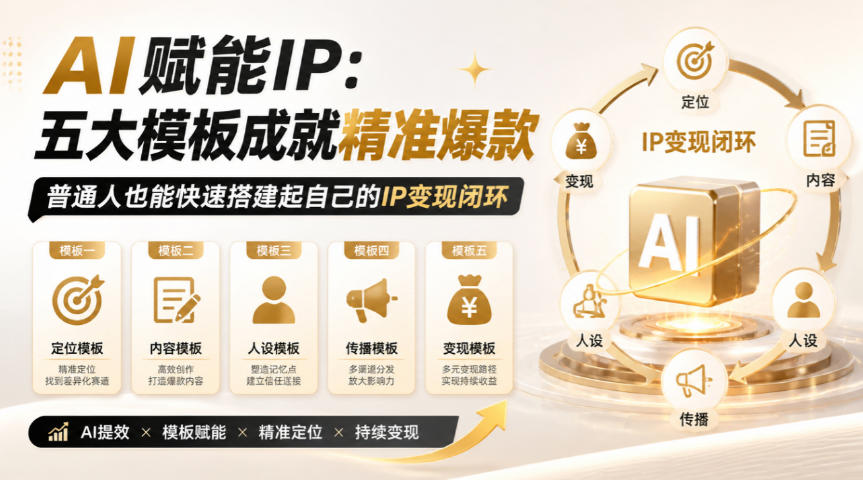 AI赋能IP:
五大模板成就精准爆款
普通人也能快速搭建起自己的IP变现闭环
模板一
定位模板
精准定位
找到差异化赛道
模板二
内容模板
高效创作
打造爆款内容
模板三
人设模板
塑造记忆点
建立信任连接
模板四
传播模板
多渠道分发
放大影响力
模板五
¥
变现模板
多元变现路径
实现持续收益
AI提效 × 模板赋能 × 精准定位 × 持续变现
IP变现闭环
AI
定位
内容
人设
传播
人设
¥
变现